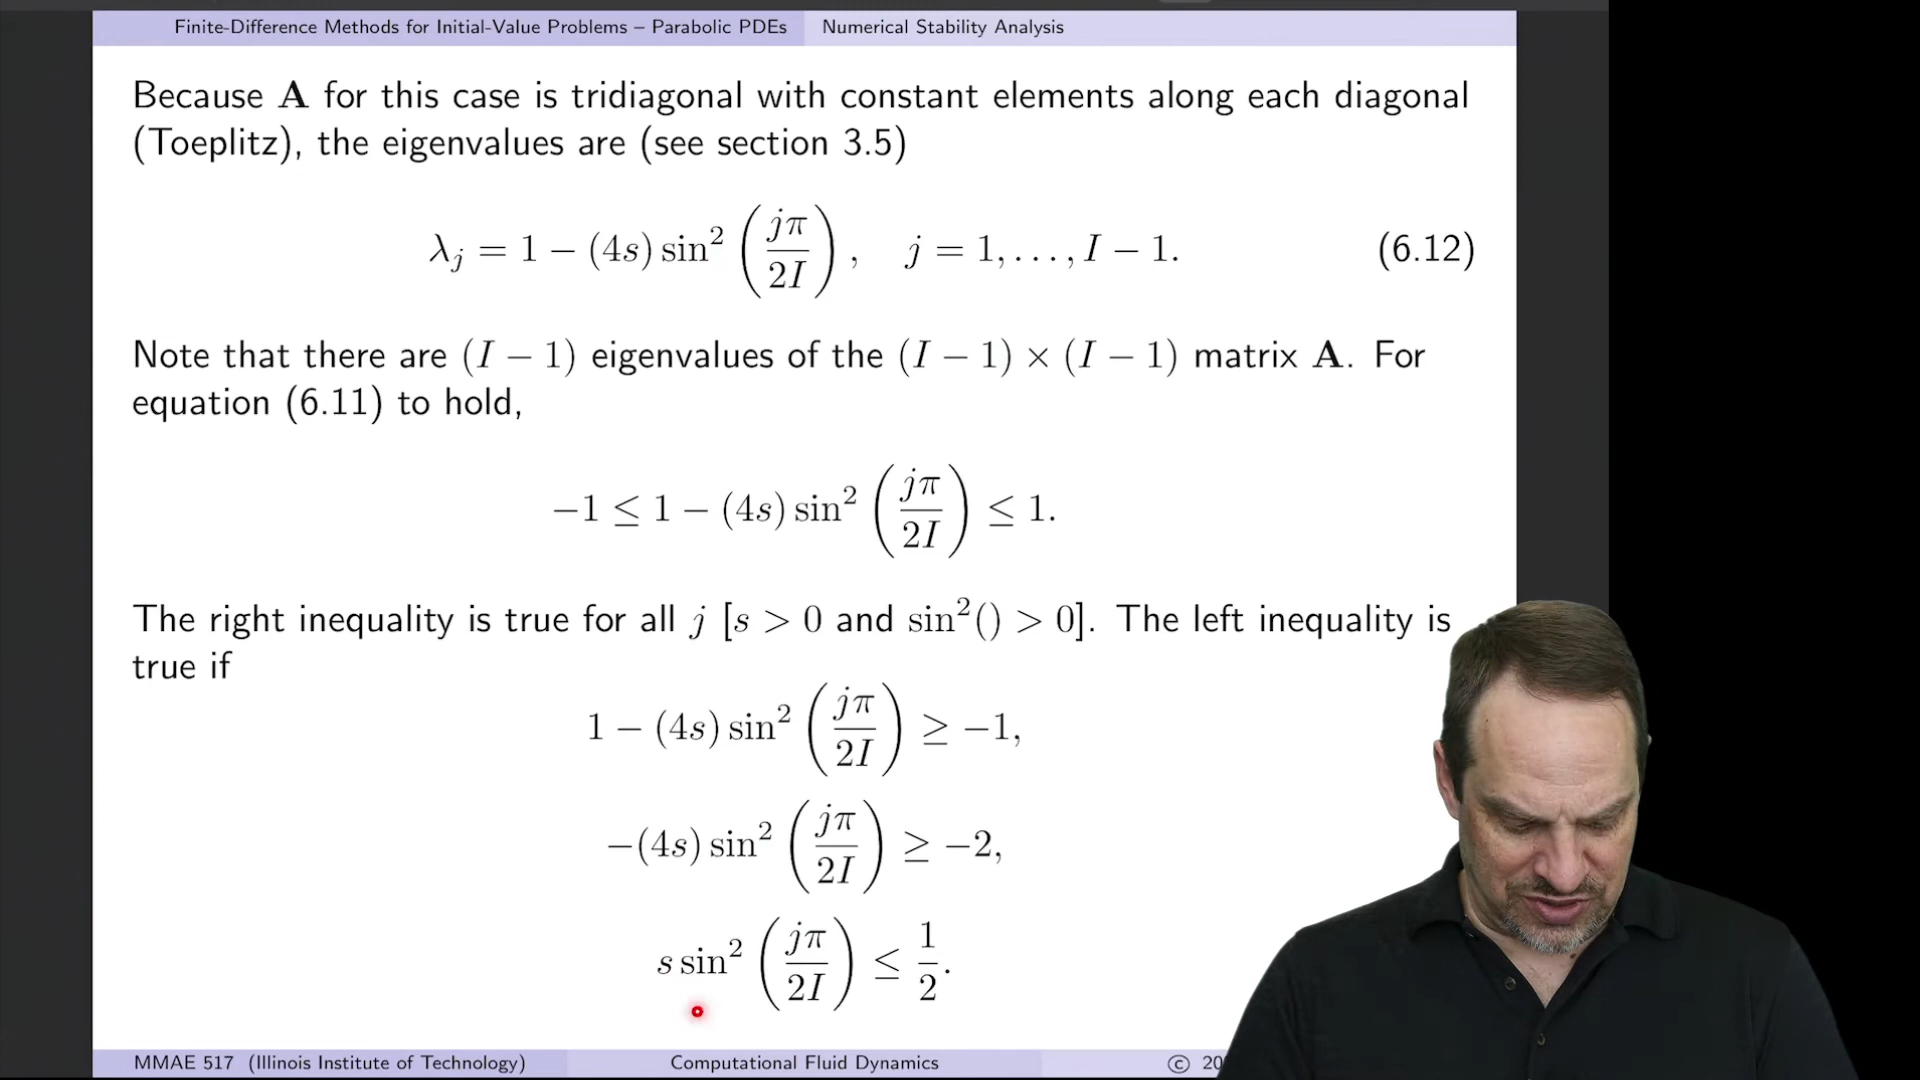 Finite-Difference Methods for Initial-Value Problems – Parabolic PDEs Numerical Stability Analysis
Because A for this case is tridiagonal with constant elements along each diagonal
(Toeplitz), the eigenvalues are (see section 3.5)
λ_j = 1 − (4s) sin² (jπ/2I), j = 1, . . . , I − 1. (6.12)
Note that there are (I − 1) eigenvalues of the (I − 1) × (I − 1) matrix A. For
equation (6.11) to hold,
−1 ≤ 1 − (4s) sin² (jπ/2I) ≤ 1.
The right inequality is true for all j [s > 0 and sin²() > 0]. The left inequality is
true if
1 − (4s) sin² (jπ/2I) ≥ −1,
−(4s) sin² (jπ/2I) ≥ −2,
s sin² (jπ/2I) ≤ 1/2.
MMAE 517 (Illinois Institute of Technology) Computational Fluid Dynamics ©